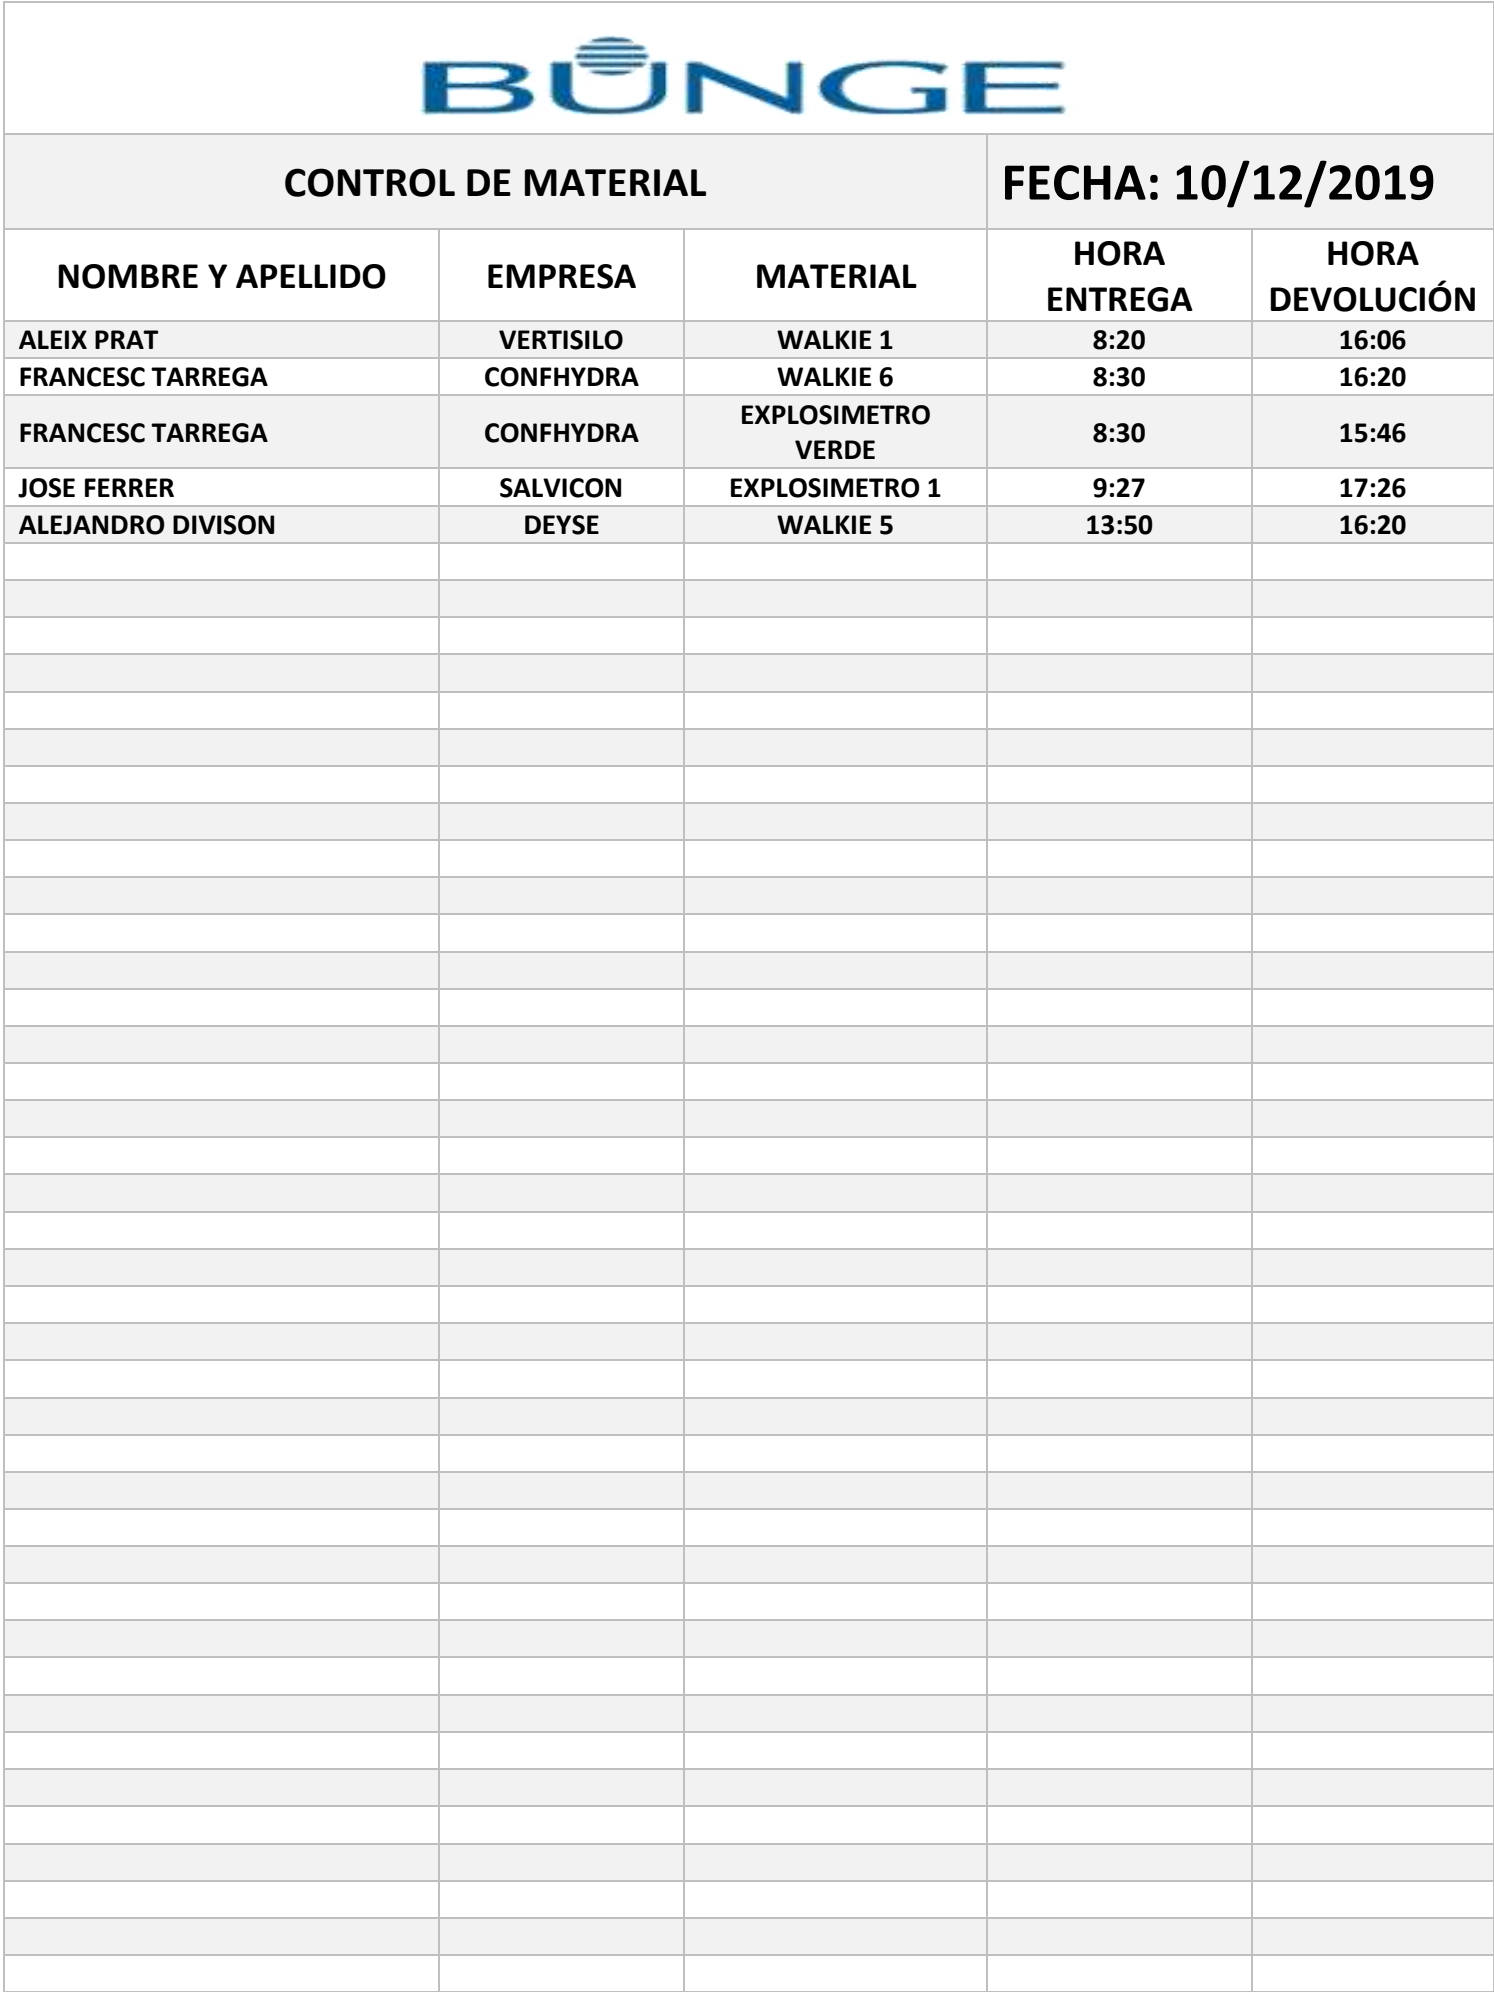 BUNGE
CONTROL DE MATERIAL
FECHA: 10/12/2019
NOMBRE Y APELLIDO EMPRESA MATERIAL HORA ENTREGA HORA DEVOLUCIÓN
ALEIX PRAT VERTISILO WALKIE 1 8:20 16:06
FRANCESC TARREGA CONFHYDRA WALKIE 6 8:30 16:20
FRANCESC TARREGA CONFHYDRA EXPLOSIMETRO VERDE 8:30 15:46
JOSE FERRER SALVICON EXPLOSIMETRO 1 9:27 17:26
ALEJANDRO DIVISON DEYSE WALKIE 5 13:50 16:20